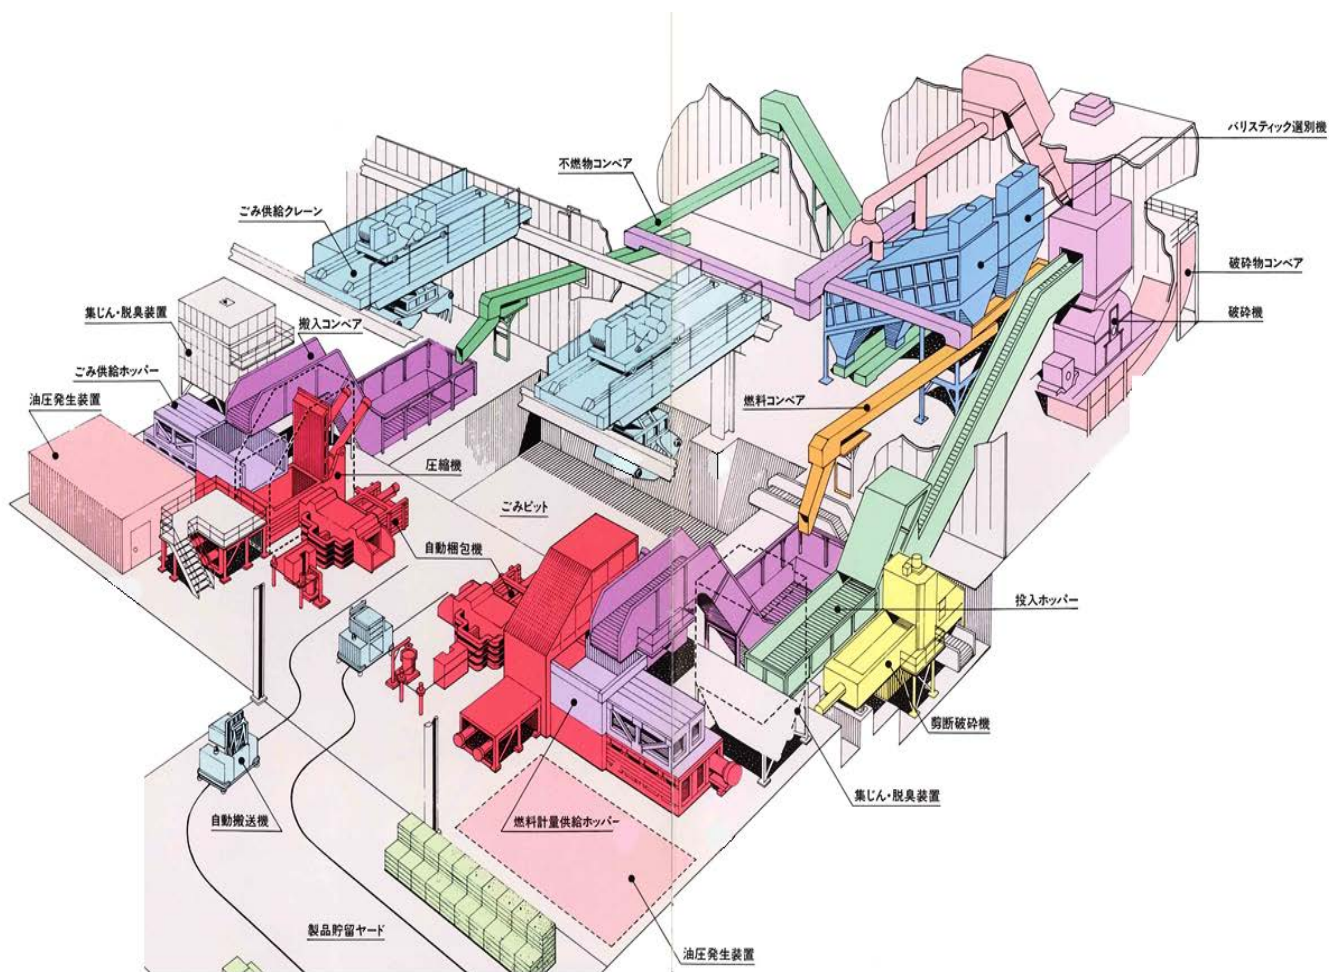 バリスティック選別機
不燃物コンベア
ごみ供給クレーン
破砕物コンベア
集じん・脱臭装置
搬入コンベア
破砕機
ごみ供給ホッパー
油圧発生装置
燃料コンベア
圧縮機
ごみピット
自動梱包機
投入ホッパー
剪断破砕機
集じん・脱臭装置
自動搬送機
燃料計量供給ホッパー
製品貯留ヤード
油圧発生装置